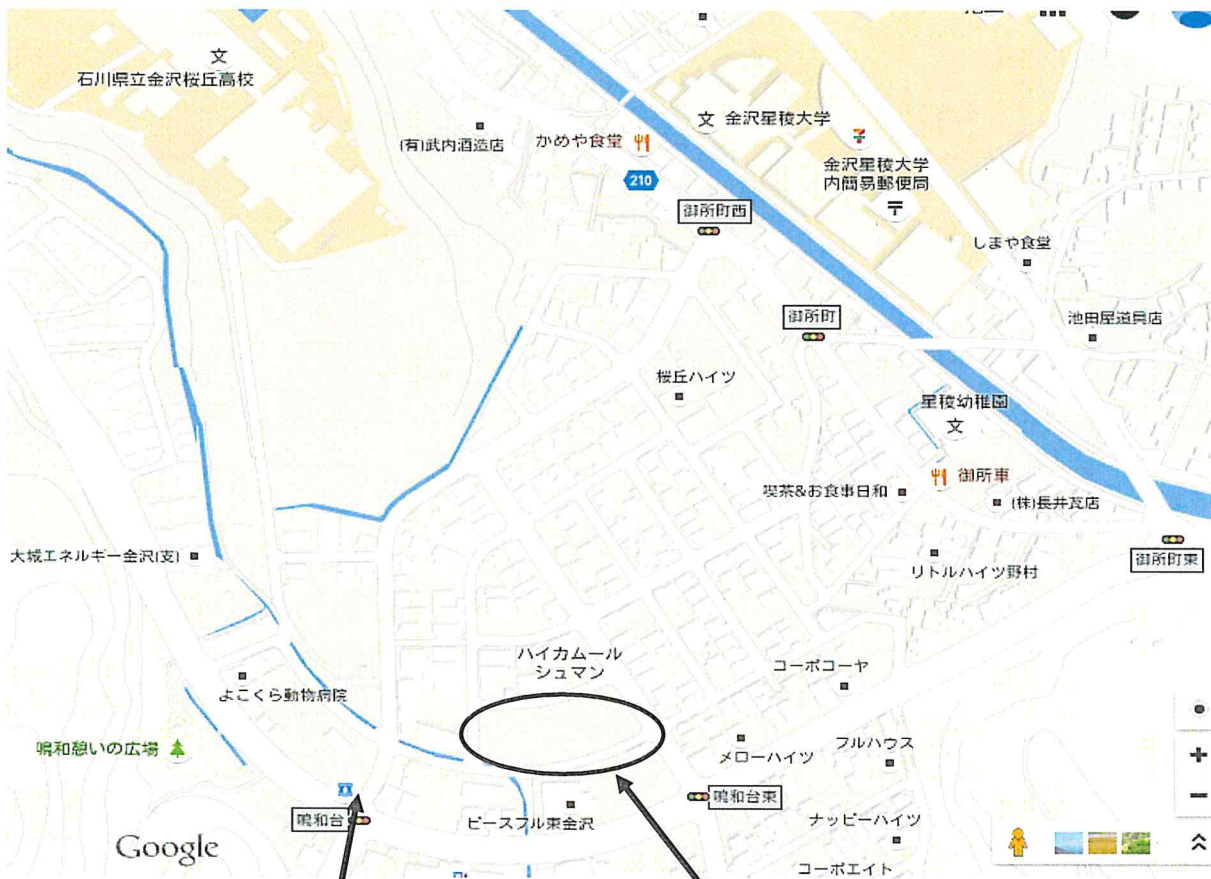 文
石川県立金沢桜丘高校
(有)武内酒造店
かめや食堂
210
文 金沢星稜大学
金沢星稜大学
内簡易郵便局
〒
御所町西
しまや食堂
御所町
池田屋道具店
桜丘ハイツ
星稜幼稚園
文
御所車
喫茶&お食事日和
(株)長井瓦店
大城エネルギー金沢(支)
リトルハイツ野村
御所町東
ハイカムール
シュマン
コーポコーヤ
よこくら動物病院
メローハイツ
フルハウス
鳴和憩いの広場
鳴和台
ピースフル東金沢
鳴和台東
ナッピーハイツ
コーポエイト
Google